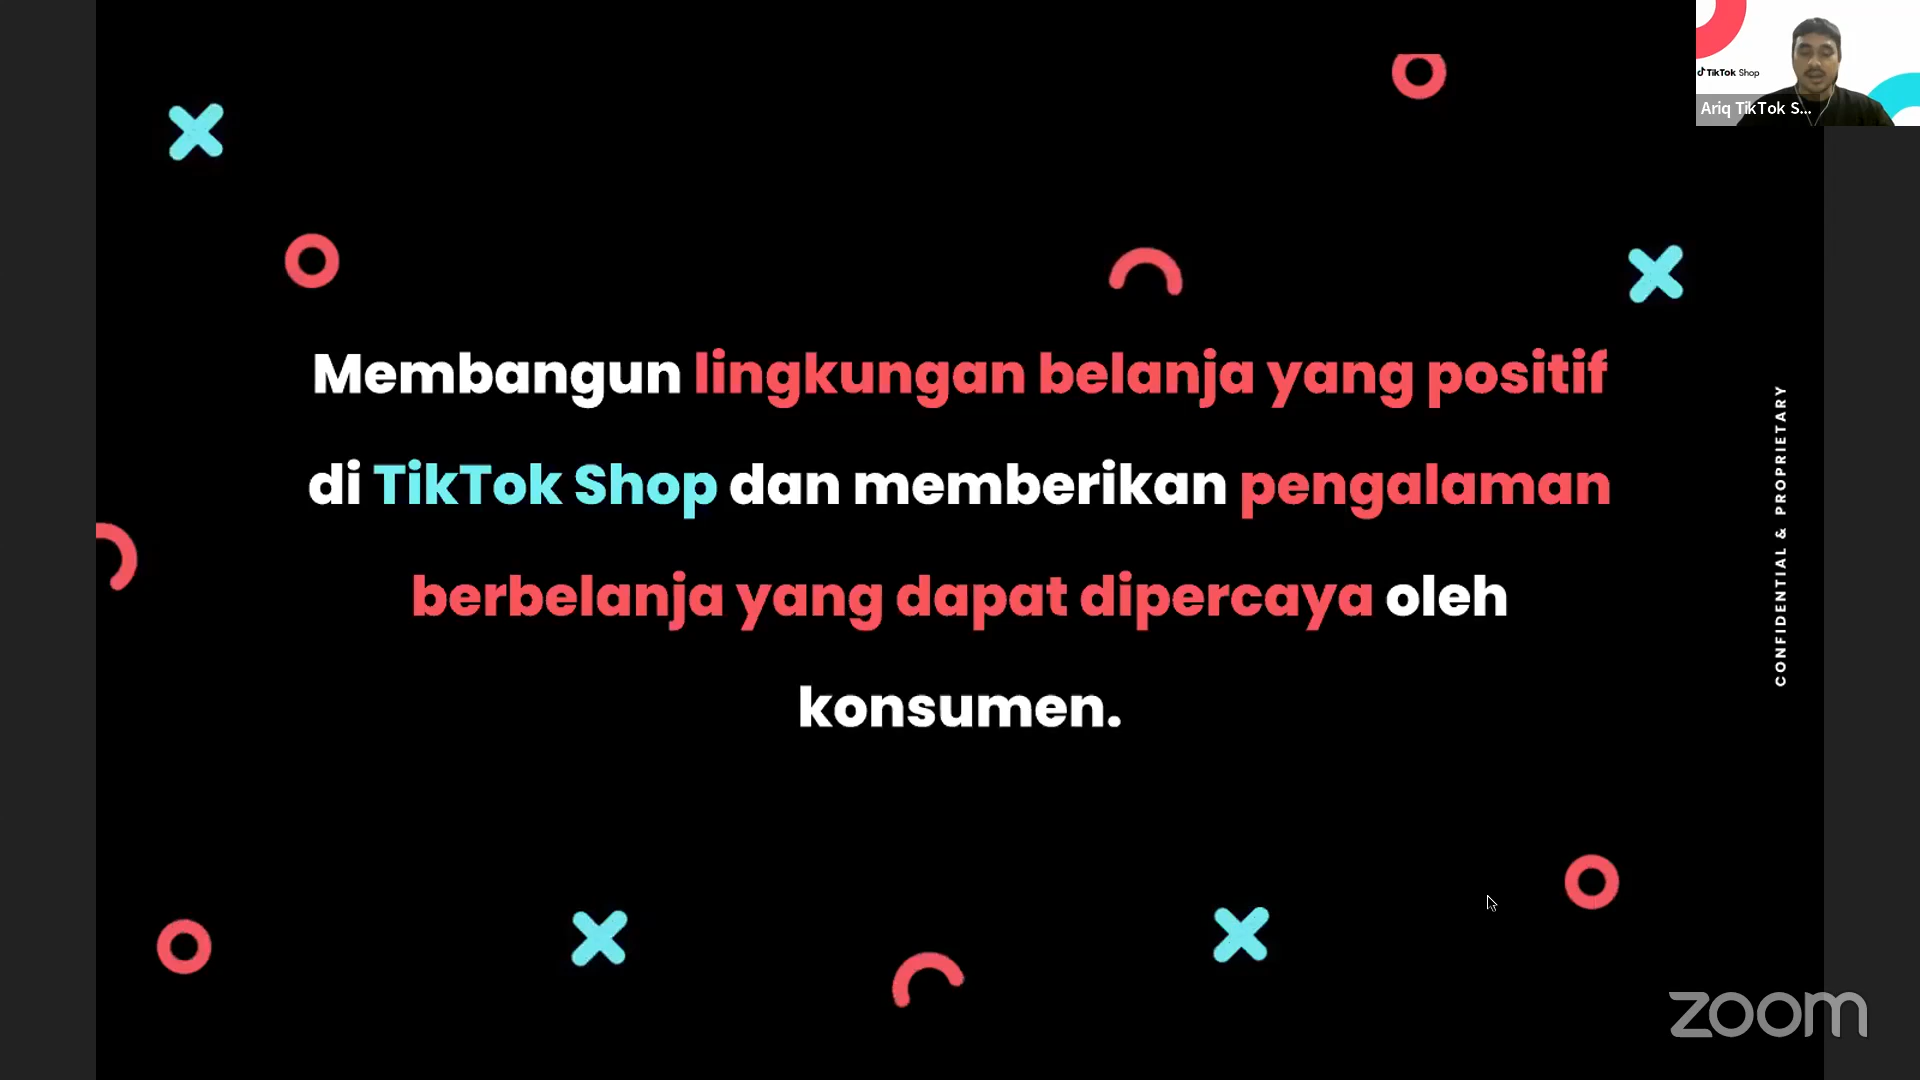 TikTok Shop
Ariq TikTok S...
Membangun lingkungan belanja yang positif
di TikTok Shop dan memberikan pengalaman
berbelanja yang dapat dipercaya oleh
konsumen.
CONFIDENTIAL & PROPRIETARY
zoom